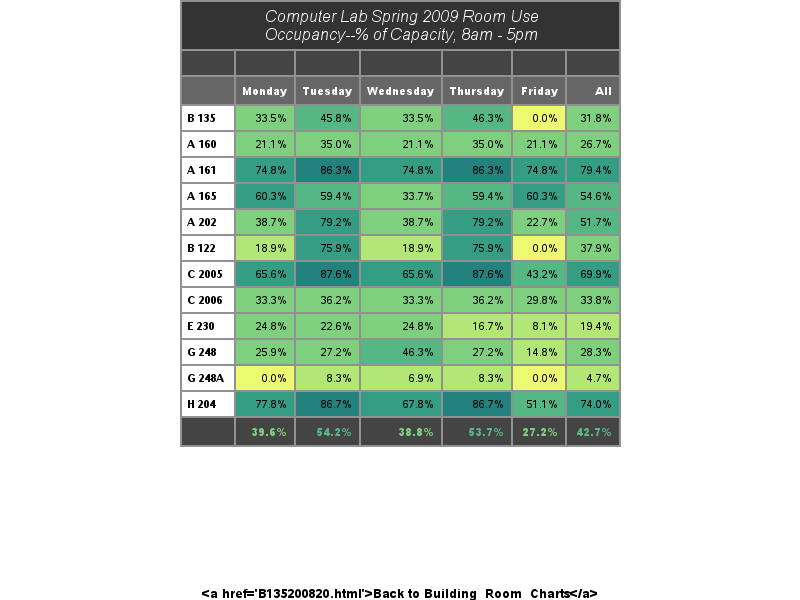 Computer Lab Spring 2009 Room Use
Occupancy--% of Capacity, 8am - 5pm
Monday Tuesday Wednesday Thursday Friday All
B 135 33.5% 45.8% 33.5% 46.3% 0.0% 31.8%
A 160 21.1% 35.0% 21.1% 35.0% 21.1% 26.7%
A 161 74.8% 86.3% 74.8% 86.3% 74.8% 79.4%
A 165 60.3% 59.4% 33.7% 59.4% 60.3% 54.6%
A 202 38.7% 79.2% 38.7% 79.2% 22.7% 51.7%
B 122 18.9% 75.9% 18.9% 75.9% 0.0% 37.9%
C 2005 65.6% 87.6% 65.6% 87.6% 43.2% 69.9%
C 2006 33.3% 36.2% 33.3% 36.2% 29.8% 33.8%
E 230 24.8% 22.6% 24.8% 16.7% 8.1% 19.4%
G 248 25.9% 27.2% 46.3% 27.2% 14.8% 28.3%
G 248A 0.0% 8.3% 6.9% 8.3% 0.0% 4.7%
H 204 77.8% 86.7% 67.8% 86.7% 51.1% 74.0%
39.6% 54.2% 38.8% 53.7% 27.2% 42.7%
<a href='B135200820.html'>Back to Building_Room_Charts</a>